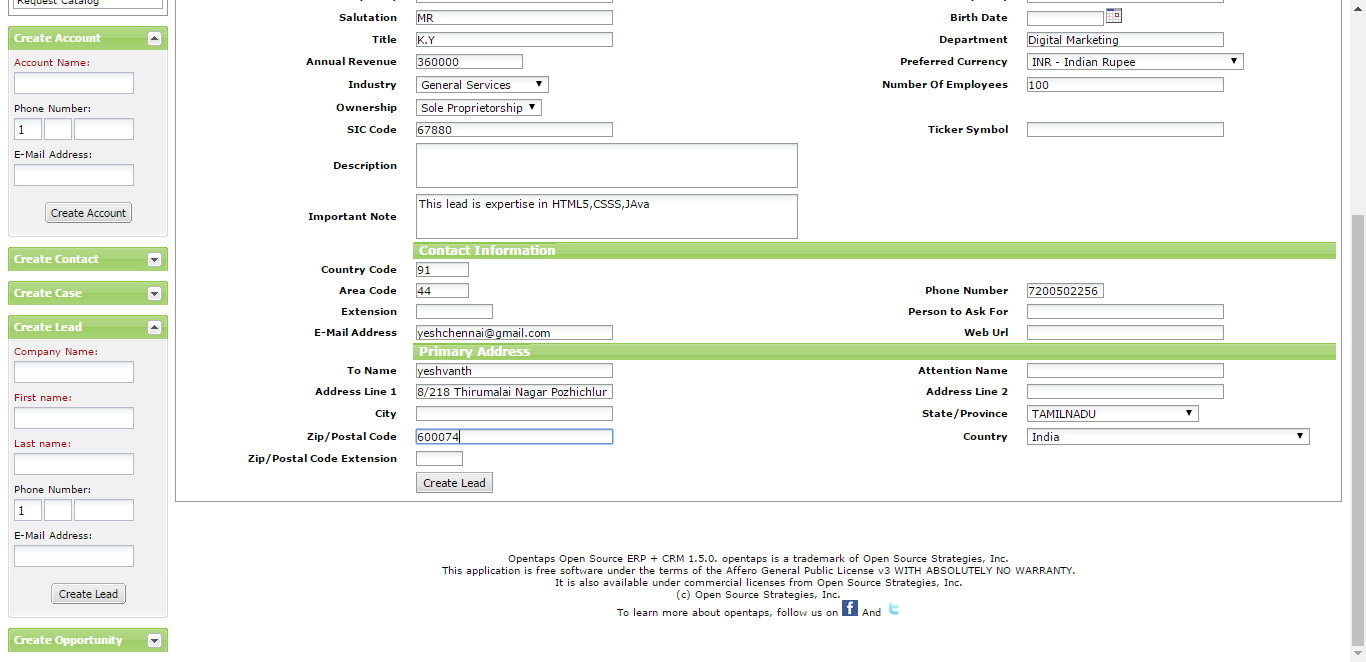 Request Catalog
Create Account
Account Name:
Phone Number:
1
E-Mail Address:
Create Account
Create Contact
Create Case
Create Lead
Company Name:
First name:
Last name:
Phone Number:
1
E-Mail Address:
Create Lead
Create Opportunity
Salutation MR Birth Date
Title K.Y Department Digital Marketing
Annual Revenue 360000 Preferred Currency INR - Indian Rupee
Industry General Services Number Of Employees 100
Ownership Sole Proprietorship
SIC Code 67880 Ticker Symbol
Description
Important Note This lead is expertise in HTML5,CSSS,JAva
Contact Information
Country Code 91
Area Code 44 Phone Number 7200502256
Extension Person to Ask For
E-Mail Address yeshchennai@gmail.com Web Url
Primary Address
To Name yeshvanth Attention Name
Address Line 1 8/218 Thirumalai Nagar Pozhichlur Address Line 2
City State/Province TAMILNADU
Zip/Postal Code 600074 Country India
Zip/Postal Code Extension
Create Lead
Opentaps Open Source ERP + CRM 1.5.0. opentaps is a trademark of Open Source Strategies, Inc.
This application is free software under the terms of the Affero General Public License v3 WITH ABSOLUTELY NO WARRANTY.
It is also available under commercial licenses from Open Source Strategies, Inc.
(c) Open Source Strategies, Inc.
To learn more about opentaps, follow us on f And t